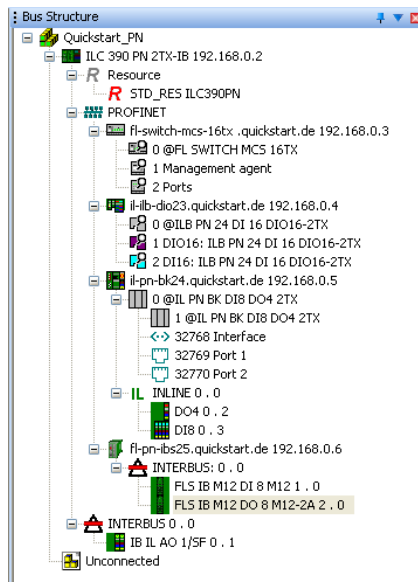 Bus Structure
Quickstart_PN
ILC 390 PN 2TX-IB 192.168.0.2
R Resource
R STD_RES ILC390PN
PROFINET
fl-switch-mcs-16tx .quickstart.de 192.168.0.3
0 @FL SWITCH MCS 16TX
1 Management agent
2 Ports
il-ilb-dio23.quickstart.de 192.168.0.4
0 @ILB PN 24 DI 16 DIO16-2TX
1 DIO16: ILB PN 24 DI 16 DIO16-2TX
2 DI16: ILB PN 24 DI 16 DIO16-2TX
il-pn-bk24.quickstart.de 192.168.0.5
0 @IL PN BK DI8 DO4 2TX
1 @IL PN BK DI8 DO4 2TX
32768 Interface
32769 Port 1
32770 Port 2
IL INLINE 0 . 0
DO4 0 . 2
DI8 0 . 3
fl-pn-ibs25.quickstart.de 192.168.0.6
INTERBUS: 0 . 0
FLS IB M12 DI 8 M12 1 . 0
FLS IB M12 DO 8 M12-2A 2 . 0
INTERBUS 0 . 0
IB IL AO 1/SF 0 . 1
Unconnected